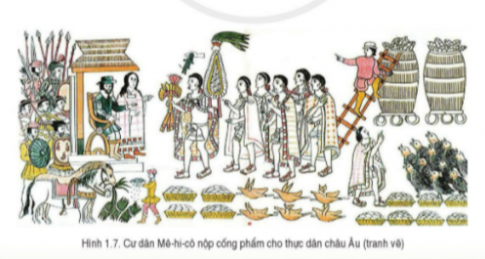 Hình 1.7. Cư dân Mê-hi-cô nộp cống phẩm cho thực dân châu Âu (tranh vẽ)